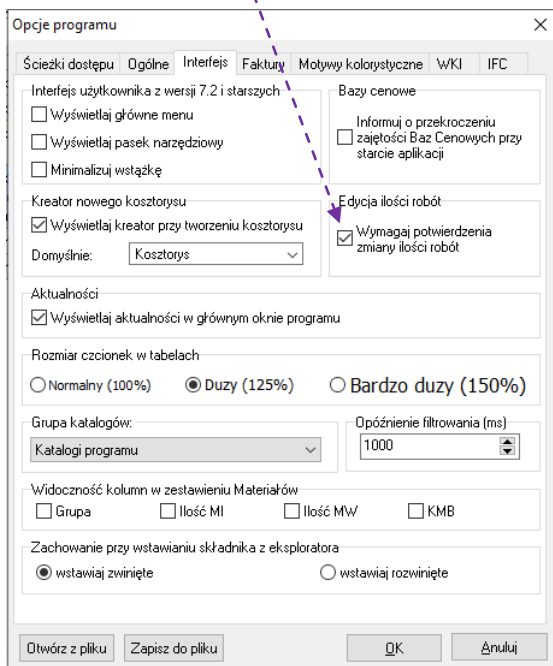 Opcje programu
Ścieżki dostępu Ogólne Interfejs Faktury Motywy kolorystyczne WKI IFC
Interfejs użytkownika z wersji 7.2 i starszych
Wyświetlaj główne menu
Wyświetlaj pasek narzędziowy
Minimalizuj wstążkę
Bazy cenowe
Informuj o przekroczeniu
zajętości Baz Cenowych przy
starcie aplikacji
Kreator nowego kosztorysu
Wyświetlaj kreator przy tworzeniu kosztorysu
Domyślnie: Kosztorys
Edycja ilości robót
Wymagaj potwierdzenia
zmiany ilości robót
Aktualności
Wyświetlaj aktualności w głównym oknie programu
Rozmiar czcionek w tabelach
Normalny (100%) Duzy (125%) Bardzo duzy (150%)
Grupa katalogów:
Katalogi programu
Opóźnienie filtrowania (ms)
1000
Widoczność kolumn w zestawieniu Materiałów
Grupa Ilość MI Ilość MW KMB
Zachowanie przy wstawianiu składnika z eksploratora
wstawiaj zwinięte wstawiaj rozwinięte
Otwórz z pliku Zapisz do pliku OK Anuluj